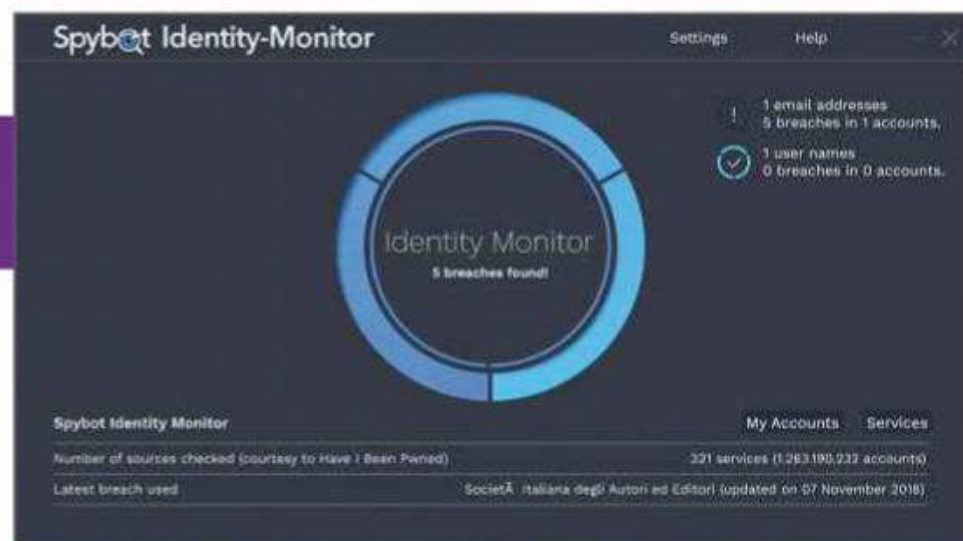 Spybot Identity-Monitor
Settings Help
1 email addresses
5 breaches in 1 accounts.
1 user names
0 breaches in 0 accounts.
Identity Monitor
5 breaches found!
Spybot Identity Monitor
My Accounts Services
Number of sources checked (courtesy to Have I Been Pwned)
321 services (1.263.190.233 accounts)
Latest breach used
SocietÃ Italiana degli Autori ed Editori (updated on 07 November 2018)